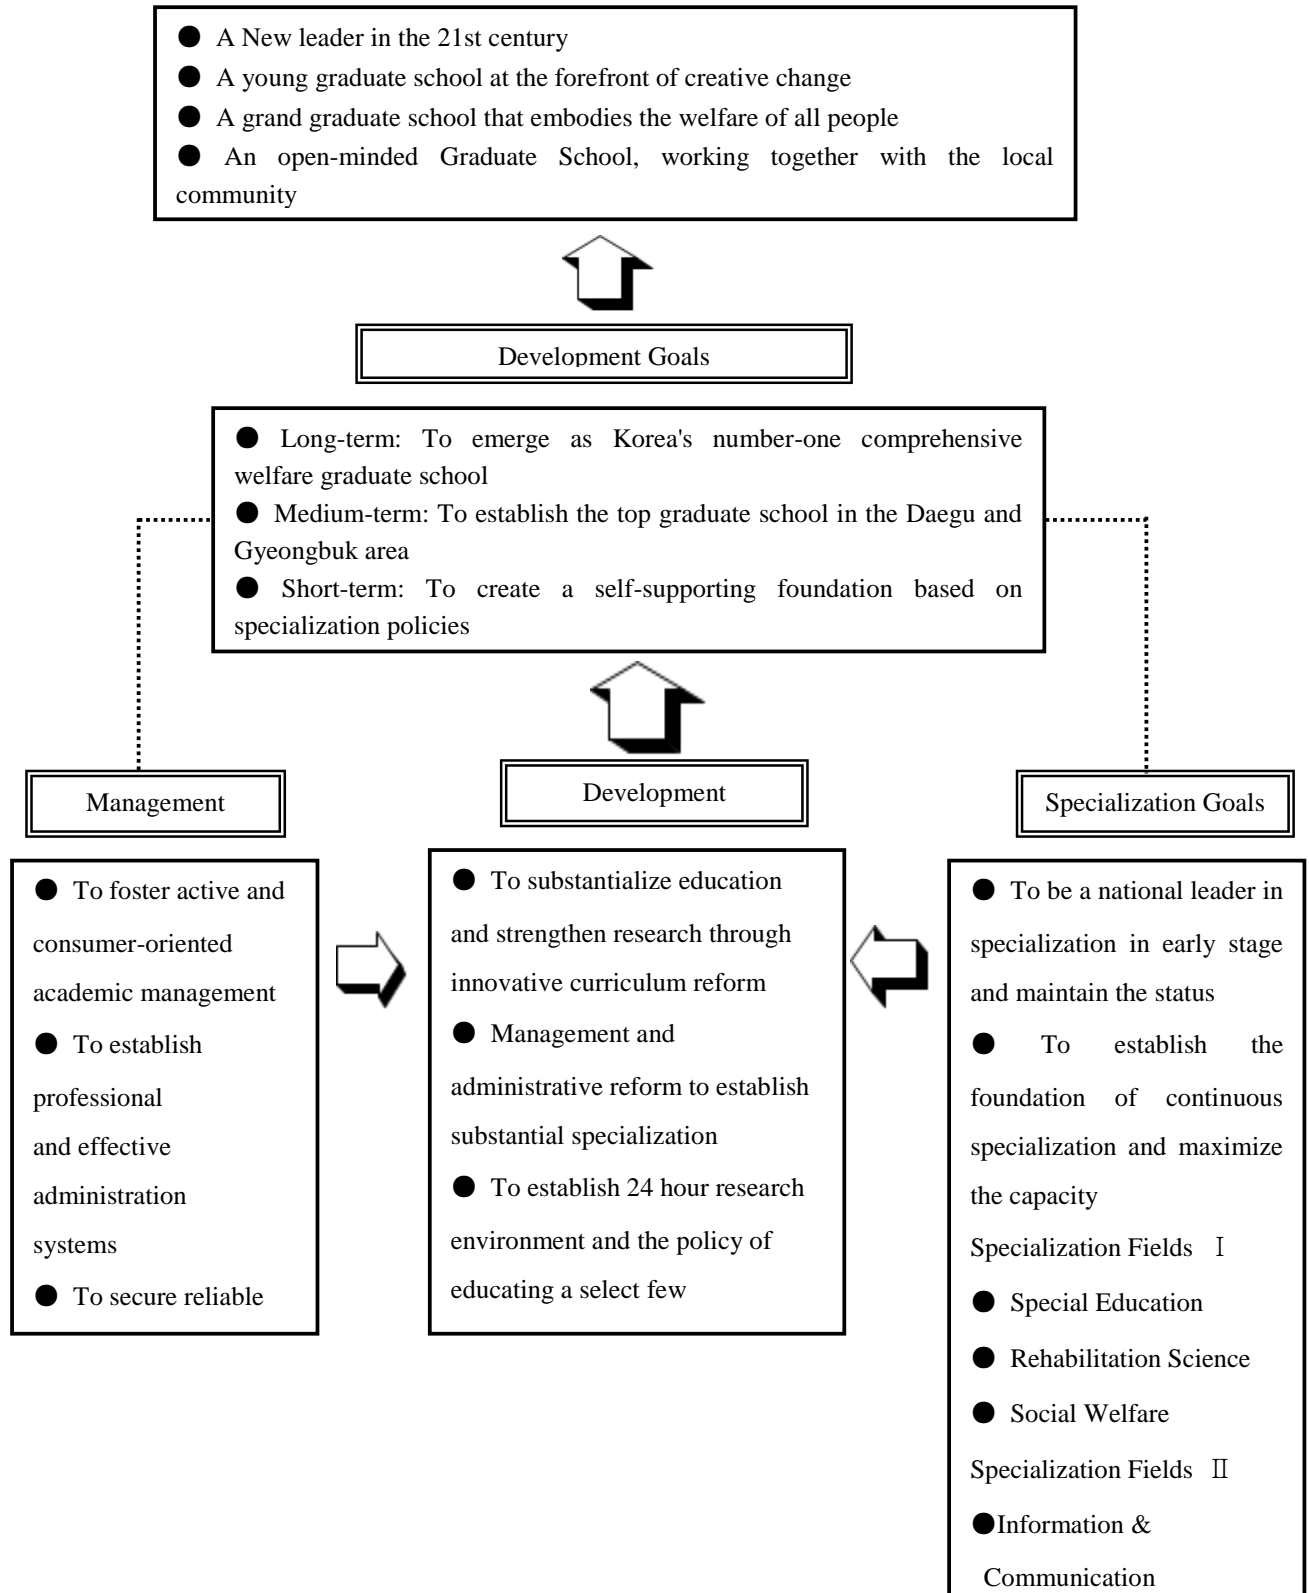 ● A New leader in the 21st century
● A young graduate school at the forefront of creative change
● A grand graduate school that embodies the welfare of all people
● An open-minded Graduate School, working together with the local
community
Development Goals
● Long-term: To emerge as Korea's number-one comprehensive
welfare graduate school
● Medium-term: To establish the top graduate school in the Daegu and
Gyeongbuk area
● Short-term: To create a self-supporting foundation based on
specialization policies
Management
● To foster active and
consumer-oriented
academic management
● To establish
professional
and effective
administration
systems
● To secure reliable
Development
● To substantialize education
and strengthen research through
innovative curriculum reform
● Management and
administrative reform to establish
substantial specialization
● To establish 24 hour research
environment and the policy of
educating a select few
Specialization Goals
● To be a national leader in
specialization in early stage
and maintain the status
● To establish the
foundation of continuous
specialization and maximize
the capacity
Specialization Fields Ⅰ
● Special Education
● Rehabilitation Science
● Social Welfare
Specialization Fields Ⅱ
●Information &
Communication